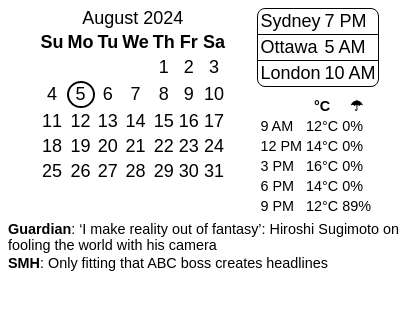 August 2024
Su Mo Tu We Th Fr Sa
1 2 3
4 5 6 7 8 9 10
11 12 13 14 15 16 17
18 19 20 21 22 23 24
25 26 27 28 29 30 31
Sydney 7 PM
Ottawa 5 AM
London 10 AM
°C ☂
9 AM 12°C 0%
12 PM 14°C 0%
3 PM 16°C 0%
6 PM 14°C 0%
9 PM 12°C 89%
Guardian: ‘I make reality out of fantasy’: Hiroshi Sugimoto on
fooling the world with his camera
SMH: Only fitting that ABC boss creates headlines